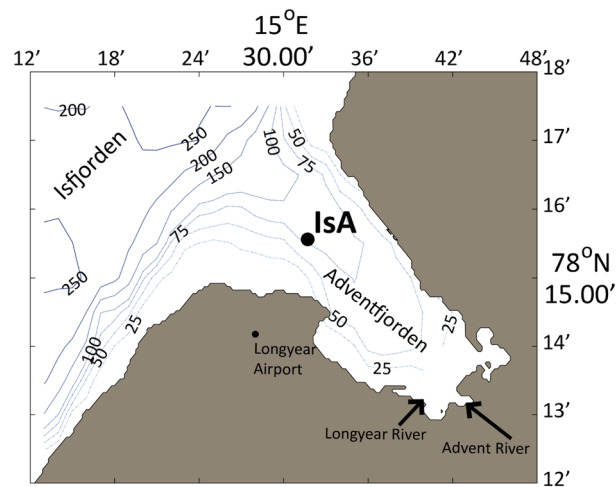 15°E
12' 18' 24' 30.00' 36' 42' 48'
18'
200
250
50
100
17'
Isfjorden
200
75
150
16'
IsA
75
78°N
250
15.00'
Adventfjorden
50
25
25
14'
Longyear
100
Airport
50
25
13'
Longyear River
Advent River
12'